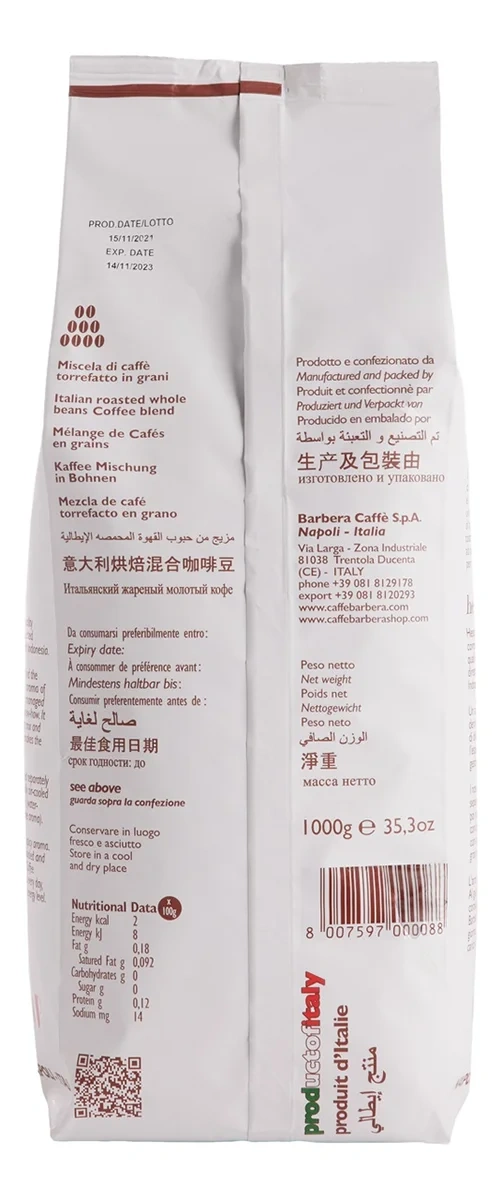 PROD.DATE/LOTTO
15/11/2021
EXP. DATE
14/11/2023
Miscela di caffè
torrefatto in grani
Italian roasted whole
beans Coffee blend
Mélange de Cafés
en grains
Kaffee Mischung
in Bohnen
Mezcla de café
torrefacto en grano
مزيج من حبوب القهوة المحمصه الإيطالية
意大利烘焙混合咖啡豆
Итальянский жареный молотый кофе
Da consumarsi preferibilmente entro:
Expiry date:
À consommer de préférence avant:
Mindestens haltbar bis:
Consumir preferentemente antes de :
صالح لغاية
最佳食用日期
срок годности: до
see above
guarda sopra la confezione
Conservare in luogo
fresco e asciutto
Store in a cool
and dry place
Nutritional Data x 100g
Energy kcal 2
Energy kJ 8
Fat g 0,18
Satured Fat g 0,092
Carbohydrates g 0
Sugar g 0
Protein g 0,12
Sodium mg 14
Prodotto e confezionato da
Manufactured and packed by
Produit et confectionnè par
Produziert und Verpackt von
Producido en embalado por
تم التصنيع و التعبئة بواسطة
生产及包裝由
изготовлено и упаковано
Barbera Caffè S.p.A.
Napoli - Italia
Via Larga - Zona Industriale
81038 Trentola Ducenta
(CE) - ITALY
phone +39 081 8129178
export +39 081 8120293
www.caffebarbera.com
www.caffebarberashop.com
Peso netto
Net weight
Poids net
Nettogewicht
Peso neto
الوزن الصافي
淨重
масса нетто
1000g ℮ 35,3oz
8 007597 000088
productofitaly
produit d'Italie
منتج إيطالي